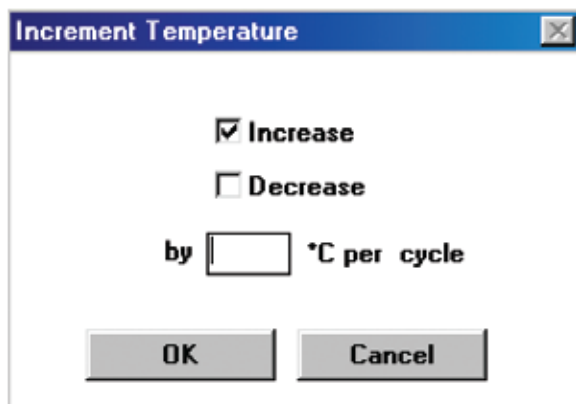 Increment Temperature
Increase
Decrease
by °C per cycle
OK Cancel